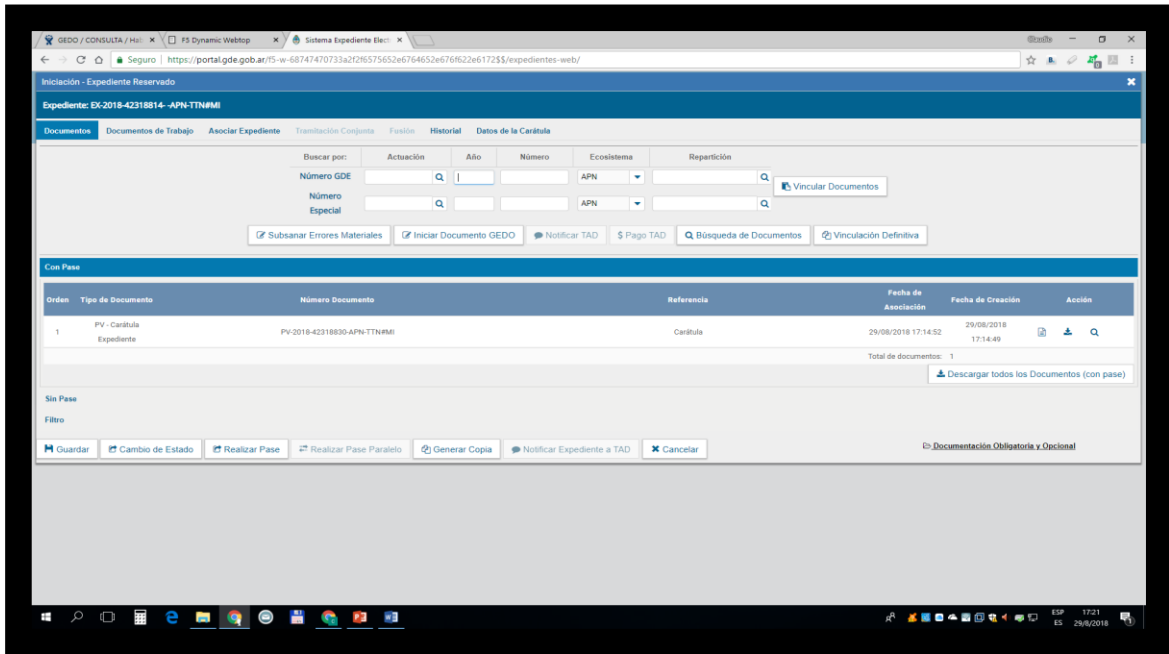 GEDO / CONSULTA / Hab
F5 Dynamic Webtop
Sistema Expediente Elect
Claudio
Seguro | https://portal.gde.gob.ar/f5-w-68747470733a2f2f6575652e6764652e676f622e6172$$/expedientes-web/
Iniciación - Expediente Reservado
Expediente: EX-2018-42318814- -APN-TTN#MI
Documentos Documentos de Trabajo Asociar Expediente Tramitación Conjunta Fusión Historial Datos de la Carátula
Buscar por: Actuación Año Número Ecosistema Repartición
Número GDE APN
Vincular Documentos
Número
Especial APN
Subsanar Errores Materiales Iniciar Documento GEDO Notificar TAD $ Pago TAD Búsqueda de Documentos Vinculación Definitiva
Con Pase
Orden Tipo de Documento Número Documento Referencia Fecha de
Asociación Fecha de Creación Acción
1 PV - Carátula
Expediente PV-2018-42318830-APN-TTN#MI Carátula 29/08/2018 17:14:52 29/08/2018
17:14:49
Total de documentos: 1
Descargar todos los Documentos (con pase)
Sin Pase
Filtro
Guardar Cambio de Estado Realizar Pase Realizar Pase Paralelo Generar Copia Notificar Expediente a TAD Cancelar Documentación Obligatoria y Opcional
ESP 17:21
ES 29/8/2018